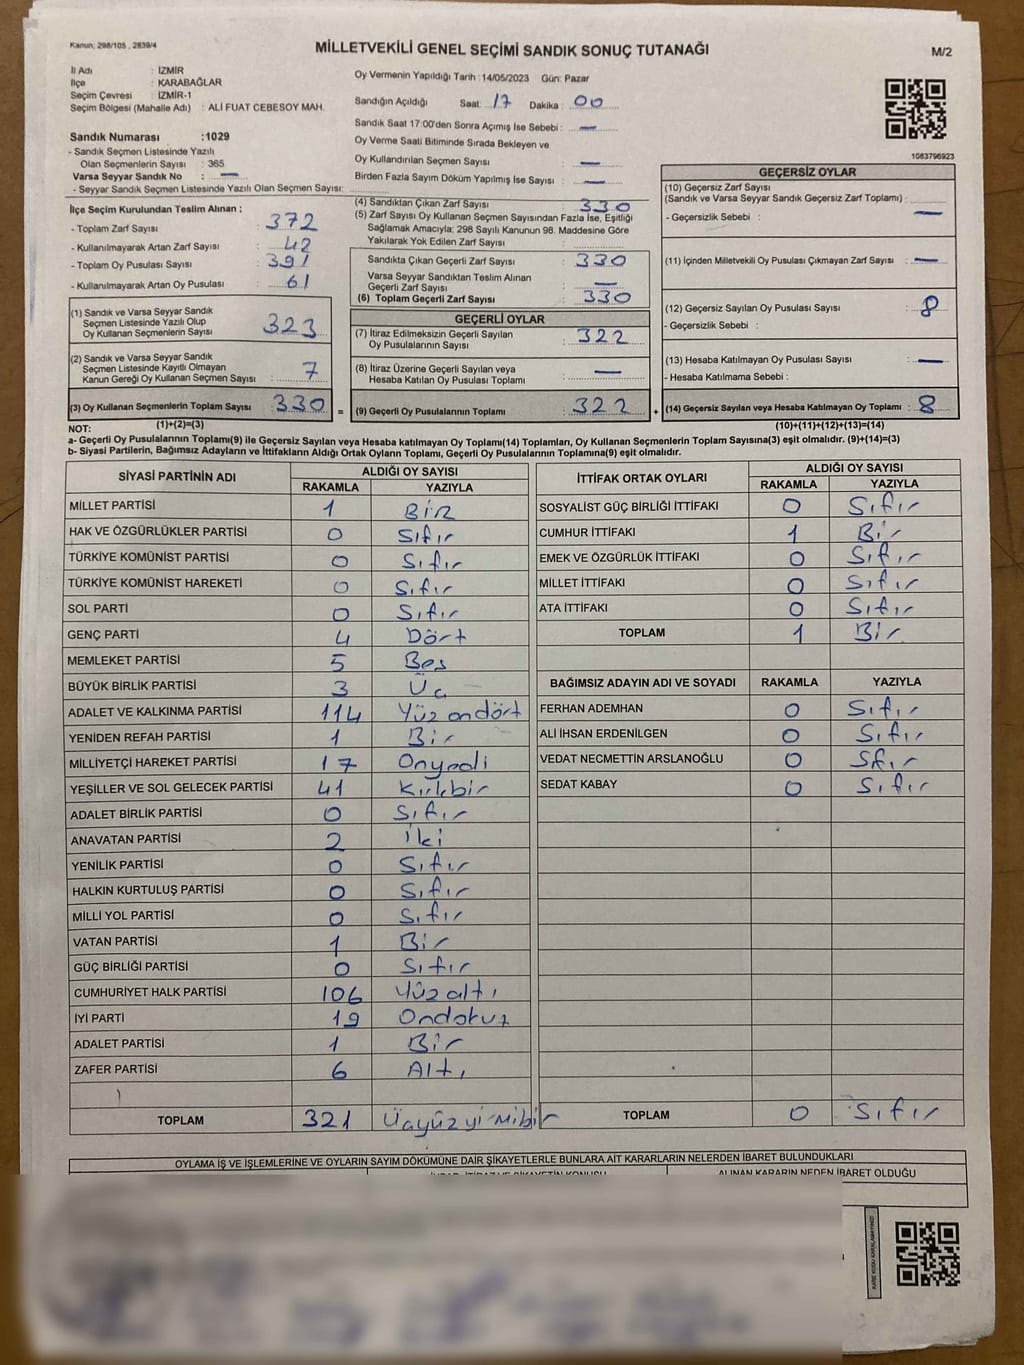 Kanun; 298/105 , 2839/4
MİLLETVEKİLİ GENEL SEÇİMİ SANDIK SONUÇ TUTANAĞI
M/2
İl Adı : İZMİR
İlçe : KARABAĞLAR
Seçim Çevresi : İZMİR-1
Seçim Bölgesi (Mahalle Adı) : ALİ FUAT CEBESOY MAH.
Sandık Numarası :1029
- Sandık Seçmen Listesinde Yazılı
Olan Seçmenlerin Sayısı : 365
Varsa Seyyar Sandık No : —
- Seyyar Sandık Seçmen Listesinde Yazılı Olan Seçmen Sayısı:
Oy Vermenin Yapıldığı Tarih : 14/05/2023 Gün: Pazar
Sandığın Açıldığı Saat : 17 Dakika : 00
Sandık Saat 17:00'den Sonra Açımış İse Sebebi : —
Oy Verme Saati Bitiminde Sırada Bekleyen ve
Oy Kullandırılan Seçmen Sayısı : —
Birden Fazla Sayım Döküm Yapılmış İse Sayısı : —
1083796923
İlçe Seçim Kurulundan Teslim Alınan :
- Toplam Zarf Sayısı : 372
- Kullanılmayarak Artan Zarf Sayısı : 42
- Toplam Oy Pusulası Sayısı : 391
- Kullanılmayarak Artan Oy Pusulası : 61
(1) Sandık ve Varsa Seyyar Sandık
Seçmen Listesinde Yazılı Olup
Oy Kullanan Seçmenlerin Sayısı : 323
(2) Sandık ve Varsa Seyyar Sandık
Seçmen Listesinde Kayıtlı Olmayan
Kanun Gereği Oy Kullanan Seçmen Sayısı : 7
(3) Oy Kullanan Seçmenlerin Toplam Sayısı : 330 =
(1)+(2)=(3)
(4) Sandıktan Çıkan Zarf Sayısı : 330
(5) Zarf Sayısı Oy Kullanan Seçmen Sayısından Fazla İse, Eşitliği
Sağlamak Amacıyla; 298 Sayılı Kanunun 98. Maddesine Göre
Yakılarak Yok Edilen Zarf Sayısı :
Sandıkta Çıkan Geçerli Zarf Sayısı : 330
Varsa Seyyar Sandıktan Teslim Alınan
Geçerli Zarf Sayısı : —
(6) Toplam Geçerli Zarf Sayısı : 330
GEÇERLİ OYLAR
(7) İtiraz Edilmeksizin Geçerli Sayılan
Oy Pusulalarının Sayısı : 322
(8) İtiraz Üzerine Geçerli Sayılan veya
Hesaba Katılan Oy Pusulası Toplamı : —
(9) Geçerli Oy Pusulalarının Toplamı : 322 +
GEÇERSİZ OYLAR
(10) Geçersiz Zarf Sayısı
(Sandık ve Varsa Seyyar Sandık Geçersiz Zarf Toplamı) :
- Geçersizlik Sebebi : —
(11) İçinden Milletvekili Oy Pusulası Çıkmayan Zarf Sayısı : —
(12) Geçersiz Sayılan Oy Pusulası Sayısı : 8
- Geçersizlik Sebebi :
(13) Hesaba Katılmayan Oy Pusulası Sayısı : —
- Hesaba Katılmama Sebebi :
(14) Geçersiz Sayılan veya Hesaba Katılmayan Oy Toplamı : 8
(10)+(11)+(12)+(13)=(14)
NOT:
a- Geçerli Oy Pusulalarının Toplamı(9) ile Geçersiz Sayılan veya Hesaba katılmayan Oy Toplamı(14) Toplamları, Oy Kullanan Seçmenlerin Toplam Sayısına(3) eşit olmalıdır. (9)+(14)=(3)
b- Siyasi Partilerin, Bağımsız Adayların ve İttifakların Aldığı Ortak Oyların Toplamı, Geçerli Oy Pusulalarının Toplamına(9) eşit olmalıdır.
SİYASİ PARTİNİN ADI ALDIĞI OY SAYISI
RAKAMLA YAZIYLA
MİLLET PARTİSİ 1 BİR
HAK VE ÖZGÜRLÜKLER PARTİSİ 0 Sıfır
TÜRKİYE KOMÜNİST PARTİSİ 0 Sıfır
TÜRKİYE KOMÜNİST HAREKETİ 0 Sıfır
SOL PARTİ 0 Sıfır
GENÇ PARTİ 4 Dört
MEMLEKET PARTİSİ 5 Beş
BÜYÜK BİRLİK PARTİSİ 3 Üç
ADALET VE KALKINMA PARTİSİ 114 Yüz ondört
YENİDEN REFAH PARTİSİ 1 Bir
MİLLİYETÇİ HAREKET PARTİSİ 17 Onyedi
YEŞİLLER VE SOL GELECEK PARTİSİ 41 Kırkbir
ADALET BİRLİK PARTİSİ 0 Sıfır
ANAVATAN PARTİSİ 2 İki
YENİLİK PARTİSİ 0 Sıfır
HALKIN KURTULUŞ PARTİSİ 0 Sıfır
MİLLİ YOL PARTİSİ 0 Sıfır
VATAN PARTİSİ 1 Bir
GÜÇ BİRLİĞİ PARTİSİ 0 Sıfır
CUMHURİYET HALK PARTİSİ 106 Yüzaltı
İYİ PARTİ 19 Ondokuz
ADALET PARTİSİ 1 Bir
ZAFER PARTİSİ 6 Altı
TOPLAM 321 Üçyüzyirmibir
İTTİFAK ORTAK OYLARI ALDIĞI OY SAYISI
RAKAMLA YAZIYLA
SOSYALİST GÜÇ BİRLİĞİ İTTİFAKI 0 Sıfır
CUMHUR İTTİFAKI 1 Bir
EMEK VE ÖZGÜRLÜK İTTİFAKI 0 Sıfır
MİLLET İTTİFAKI 0 Sıfır
ATA İTTİFAKI 0 Sıfır
TOPLAM 1 Bir
BAĞIMSIZ ADAYIN ADI VE SOYADI RAKAMLA YAZIYLA
FERHAN ADEMHAN 0 Sıfır
ALİ İHSAN ERDENİLGEN 0 Sıfır
VEDAT NECMETTİN ARSLANOĞLU 0 Sfır
SEDAT KABAY 0 Sıfır
TOPLAM 0 Sıfır
OYLAMA İŞ VE İŞLEMLERİNE VE OYLARIN SAYIM DÖKÜMÜNE DAİR ŞİKAYETLERLE BUNLARA AİT KARARLARIN NELERDEN İBARET BULUNDUKLARI
ALINAN KARARIN NEDEN İBARET OLDUĞU